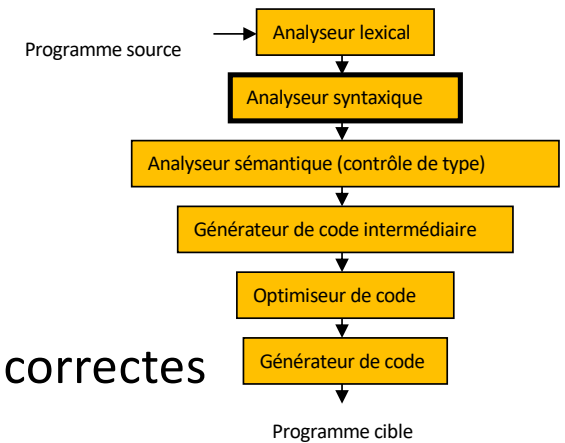 Programme source
Analyseur lexical
Analyseur syntaxique
Analyseur sémantique (contrôle de type)
Générateur de code intermédiaire
Optimiseur de code
correctes
Générateur de code
Programme cible